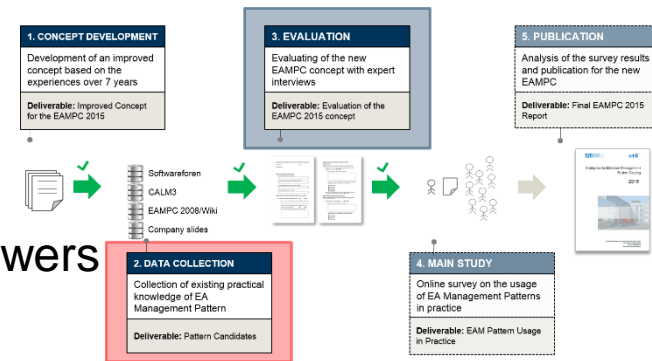 1. CONCEPT DEVELOPMENT
Development of an improved
concept based on the
experiences over 7 years
Deliverable: Improved Concept
for the EAMPC 2015
3. EVALUATION
Evaluating of the new
EAMPC concept with expert
interviews
Deliverable: Evaluation of the
EAMPC 2015 concept
5. PUBLICATION
Analysis of the survey results
and publication for the new
EAMPC
Deliverable: Final EAMPC 2015
Report
Softwareforen
CALM3
EAMPC 2008/Wiki
Company slides
2015
wers
2. DATA COLLECTION
Collection of existing practical
knowledge of EA
Management Pattern
Deliverable: Pattern Candidates
4. MAIN STUDY
Online survey on the usage
of EA Management Patterns
in practice
Deliverable: EAM Pattern Usage
in Practice